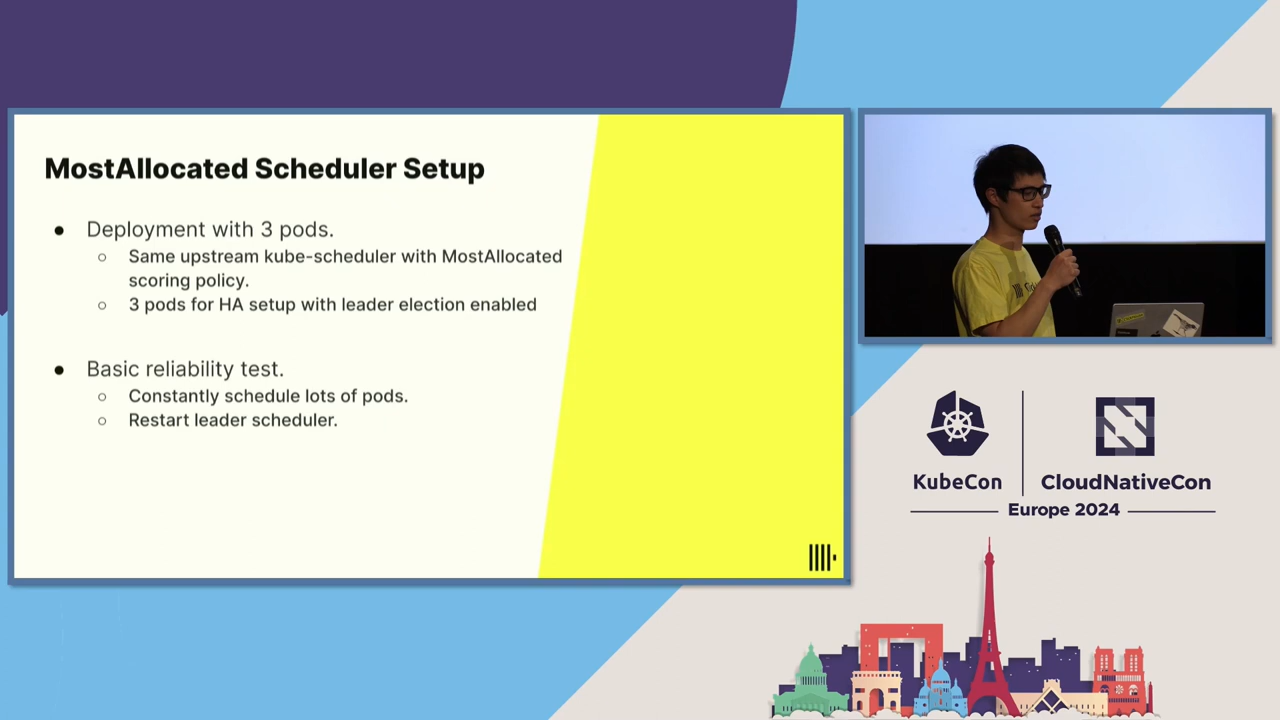 MostAllocated Scheduler Setup
● Deployment with 3 pods.
○ Same upstream kube-scheduler with MostAllocated
scoring policy.
○ 3 pods for HA setup with leader election enabled
● Basic reliability test.
○ Constantly schedule lots of pods.
○ Restart leader scheduler.
KubeCon
CloudNativeCon
Europe 2024